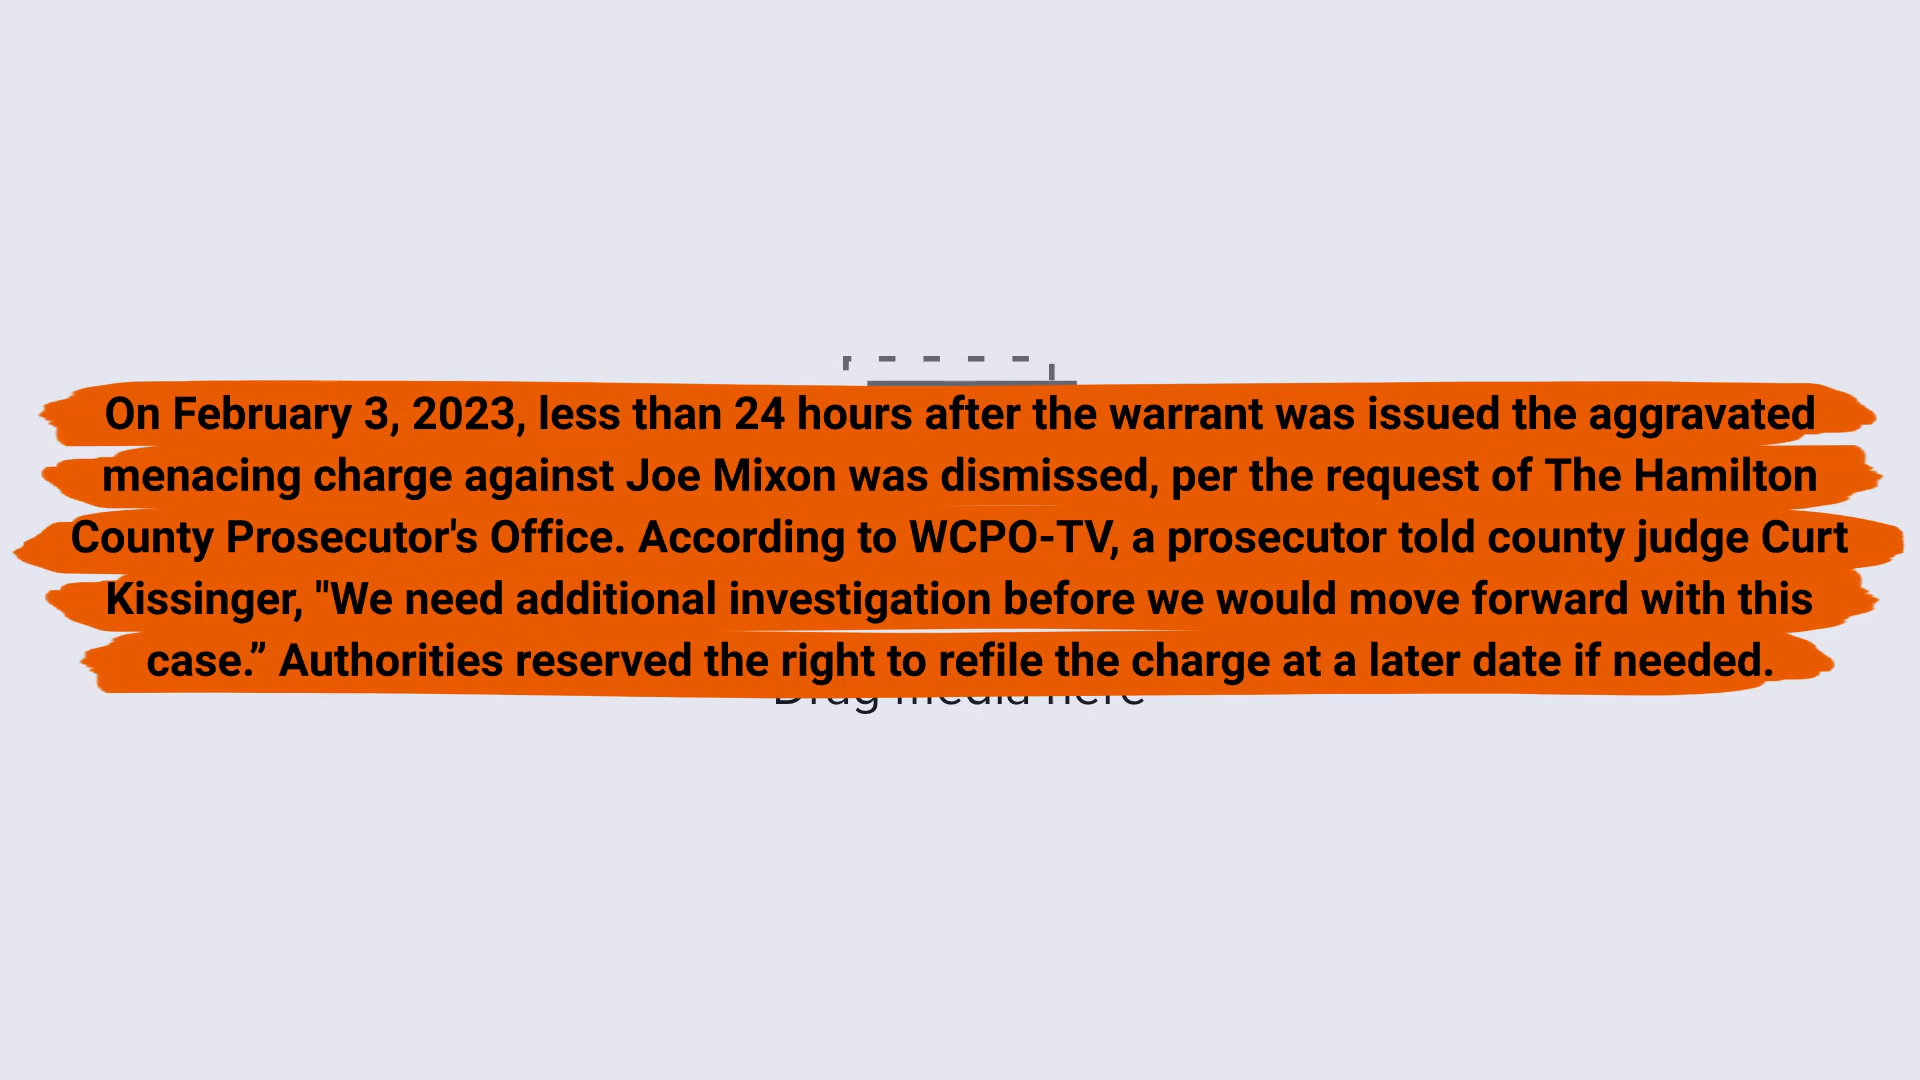 On February 3, 2023, less than 24 hours after the warrant was issued the aggravated
menacing charge against Joe Mixon was dismissed, per the request of The Hamilton
County Prosecutor's Office. According to WCPO-TV, a prosecutor told county judge Curt
Kissinger, "We need additional investigation before we would move forward with this
case.” Authorities reserved the right to refile the charge at a later date if needed.
Drag media here